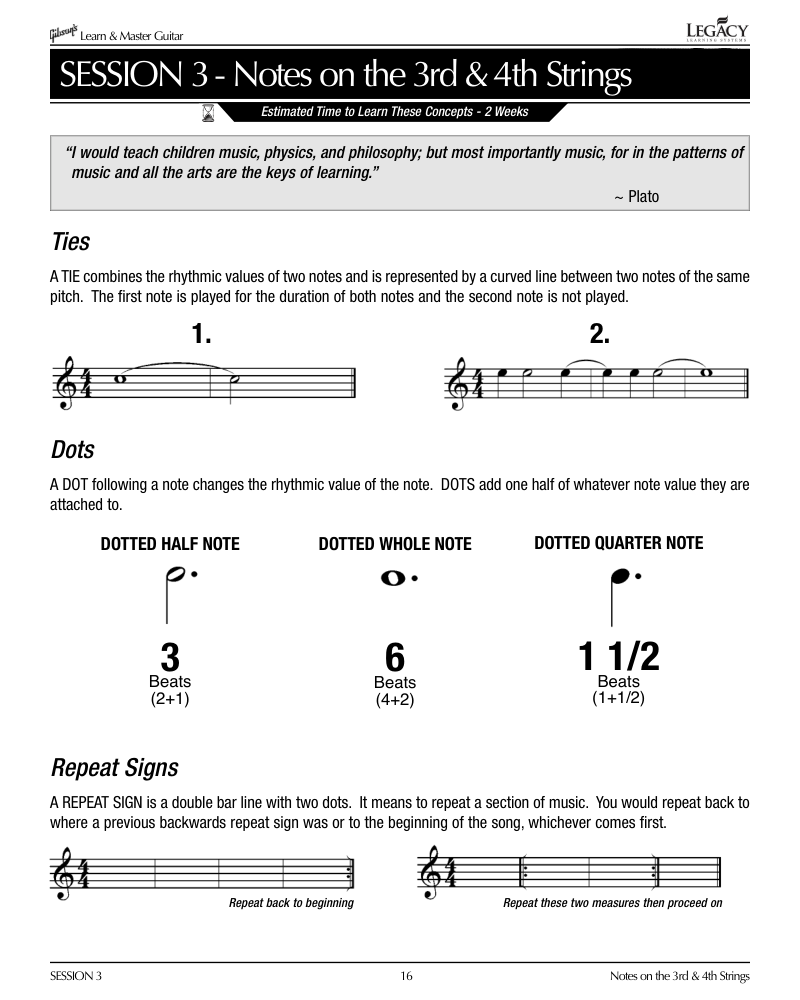 Gibson's Learn & Master Guitar
LEGACY
LEARNING SYSTEMS
SESSION 3 - Notes on the 3rd & 4th Strings
Estimated Time to Learn These Concepts - 2 Weeks
“I would teach children music, physics, and philosophy; but most importantly music, for in the patterns of
music and all the arts are the keys of learning.”
~ Plato
Ties
A TIE combines the rhythmic values of two notes and is represented by a curved line between two notes of the same
pitch. The first note is played for the duration of both notes and the second note is not played.
1. 2.
4 4 4 4
Dots
A DOT following a note changes the rhythmic value of the note. DOTS add one half of whatever note value they are
attached to.
DOTTED HALF NOTE DOTTED WHOLE NOTE DOTTED QUARTER NOTE
3 6 1 1/2
Beats Beats Beats
(2+1) (4+2) (1+1/2)
Repeat Signs
A REPEAT SIGN is a double bar line with two dots. It means to repeat a section of music. You would repeat back to
where a previous backwards repeat sign was or to the beginning of the song, whichever comes first.
4 4 4 4
Repeat back to beginning Repeat these two measures then proceed on
SESSION 3 16 Notes on the 3rd & 4th Strings